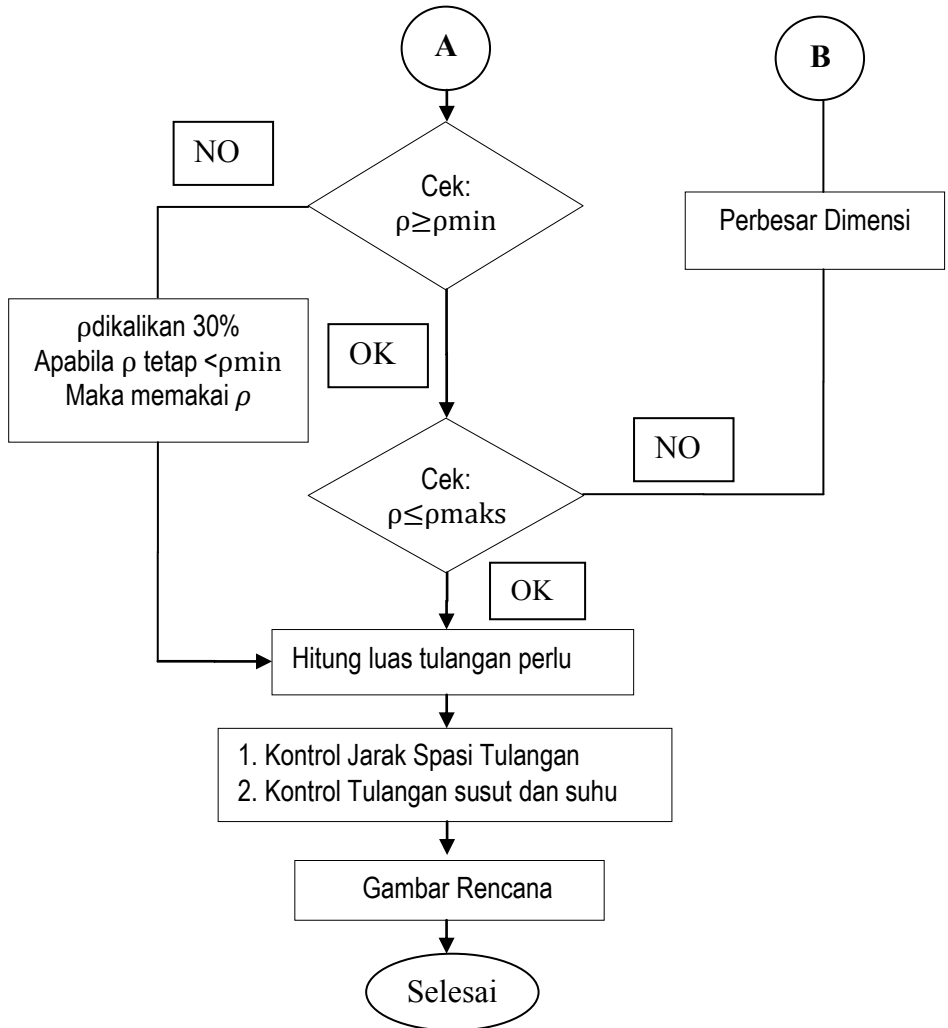 A
B
NO
Cek:
ρ≥ρmin
Perbesar Dimensi
ρdikalikan 30%
Apabila ρ tetap <ρmin
Maka memakai ρ
OK
NO
Cek:
ρ≤ρmaks
OK
Hitung luas tulangan perlu
1. Kontrol Jarak Spasi Tulangan
2. Kontrol Tulangan susut dan suhu
Gambar Rencana
Selesai